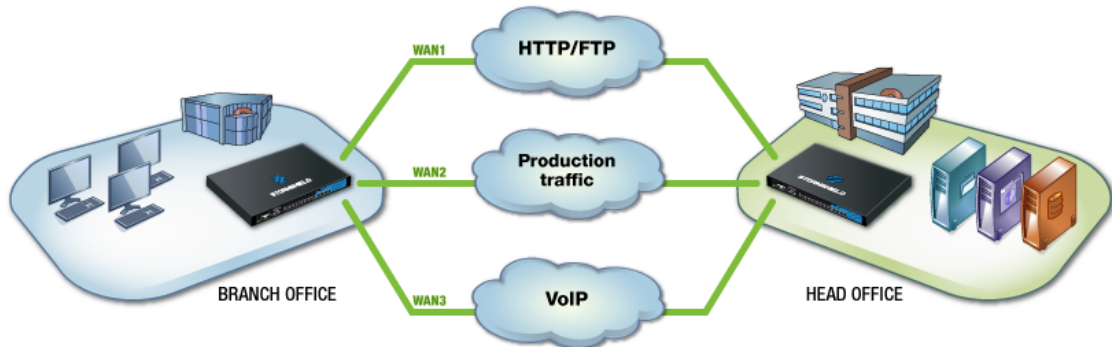 WAN1
HTTP/FTP
WAN2
Production
traffic
STORMSHIELD
STORMSHIELD
WAN3
VoIP
BRANCH OFFICE
HEAD OFFICE